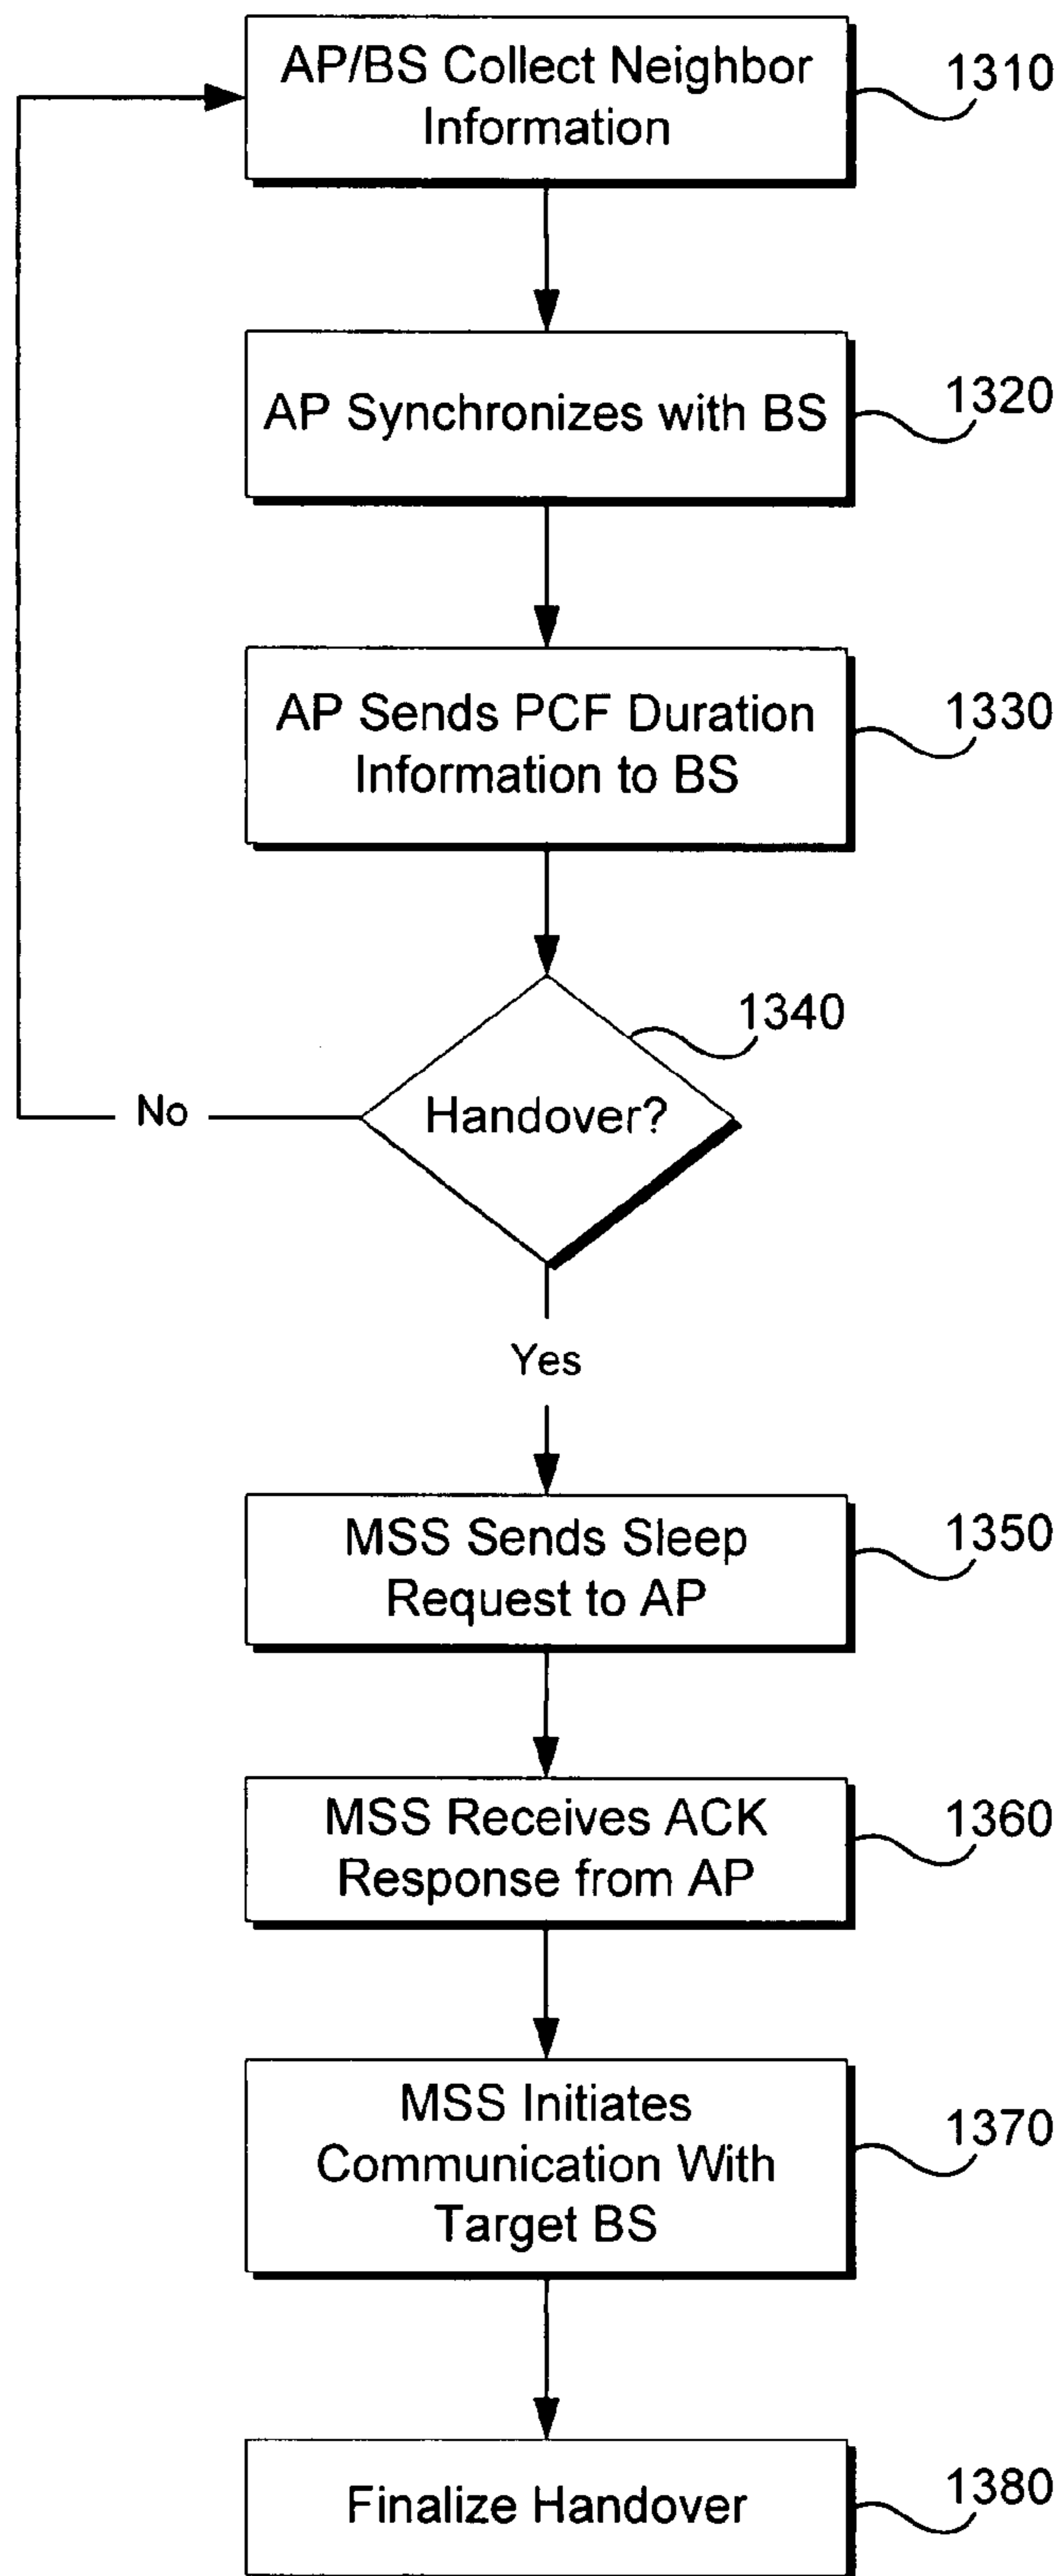 AP/BS Collect Neighbor
Information
1310
AP Synchronizes with BS
1320
AP Sends PCF Duration
Information to BS
1330
1340
Handover?
No
Yes
MSS Sends Sleep
Request to AP
1350
MSS Receives ACK
Response from AP
1360
MSS Initiates
Communication With
Target BS
1370
Finalize Handover
1380